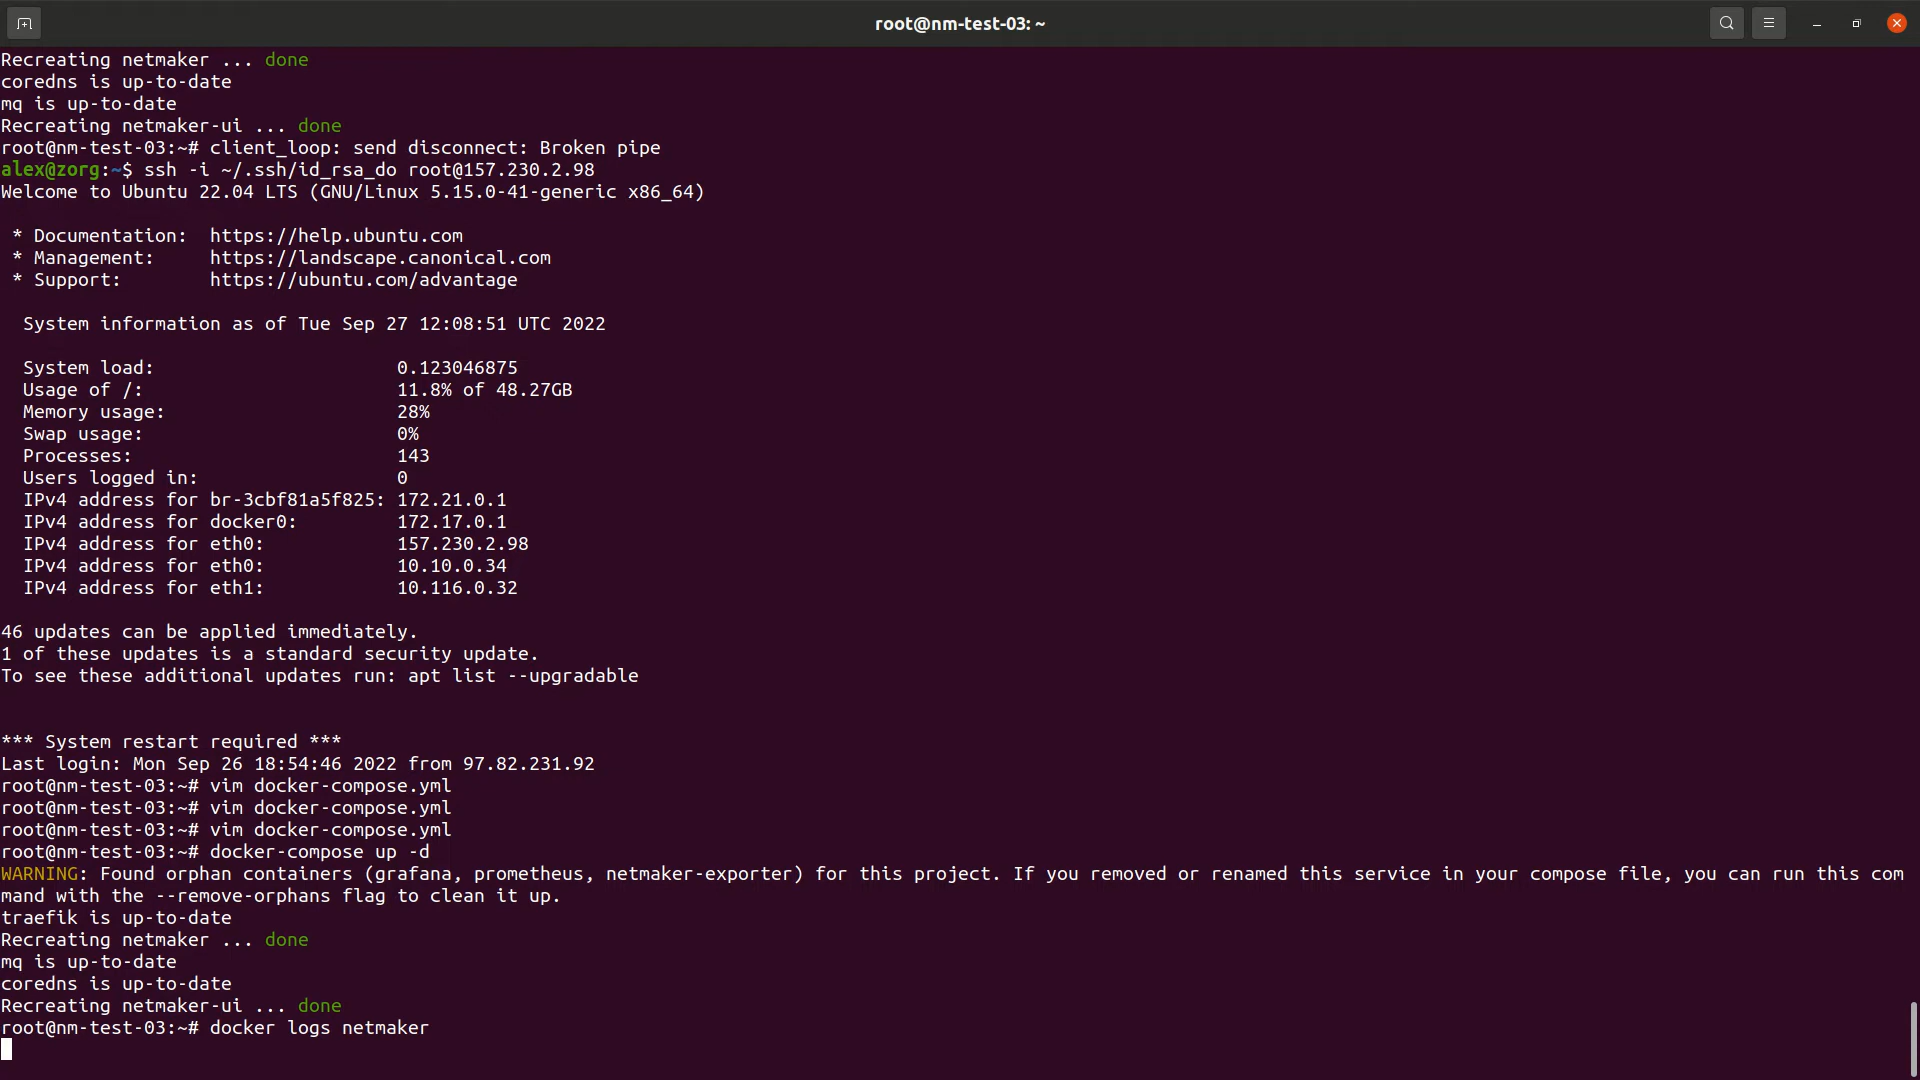 root@nm-test-03: ~
Recreating netmaker ... done
coredns is up-to-date
mq is up-to-date
Recreating netmaker-ui ... done
root@nm-test-03:~# client_loop: send disconnect: Broken pipe
alex@zorg:~$ ssh -i ~/.ssh/id_rsa_do root@157.230.2.98
Welcome to Ubuntu 22.04 LTS (GNU/Linux 5.15.0-41-generic x86_64)
* Documentation:  https://help.ubuntu.com
* Management:     https://landscape.canonical.com
* Support:        https://ubuntu.com/advantage
System information as of Tue Sep 27 12:08:51 UTC 2022
System load:                      0.123046875
Usage of /:                       11.8% of 48.27GB
Memory usage:                     28%
Swap usage:                       0%
Processes:                        143
Users logged in:                  0
IPv4 address for br-3cbf81a5f825: 172.21.0.1
IPv4 address for docker0:         172.17.0.1
IPv4 address for eth0:            157.230.2.98
IPv4 address for eth0:            10.10.0.34
IPv4 address for eth1:            10.116.0.32
46 updates can be applied immediately.
1 of these updates is a standard security update.
To see these additional updates run: apt list --upgradable
*** System restart required ***
Last login: Mon Sep 26 18:54:46 2022 from 97.82.231.92
root@nm-test-03:~# vim docker-compose.yml
root@nm-test-03:~# vim docker-compose.yml
root@nm-test-03:~# vim docker-compose.yml
root@nm-test-03:~# docker-compose up -d
WARNING: Found orphan containers (grafana, prometheus, netmaker-exporter) for this project. If you removed or renamed this service in your compose file, you can run this com
mand with the --remove-orphans flag to clean it up.
traefik is up-to-date
Recreating netmaker ... done
mq is up-to-date
coredns is up-to-date
Recreating netmaker-ui ... done
root@nm-test-03:~# docker logs netmaker